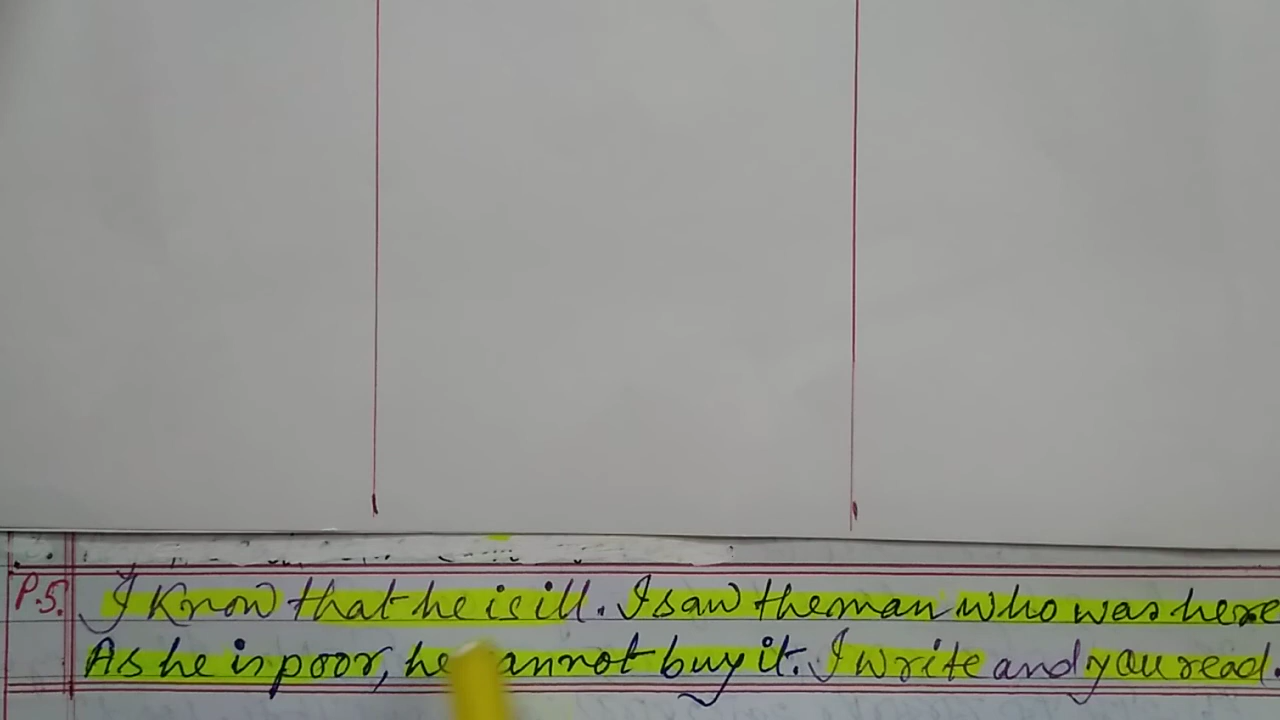 P.5. I Know that he is ill. I saw the man who was here
As he is poor, he cannot buy it. I write and you read.